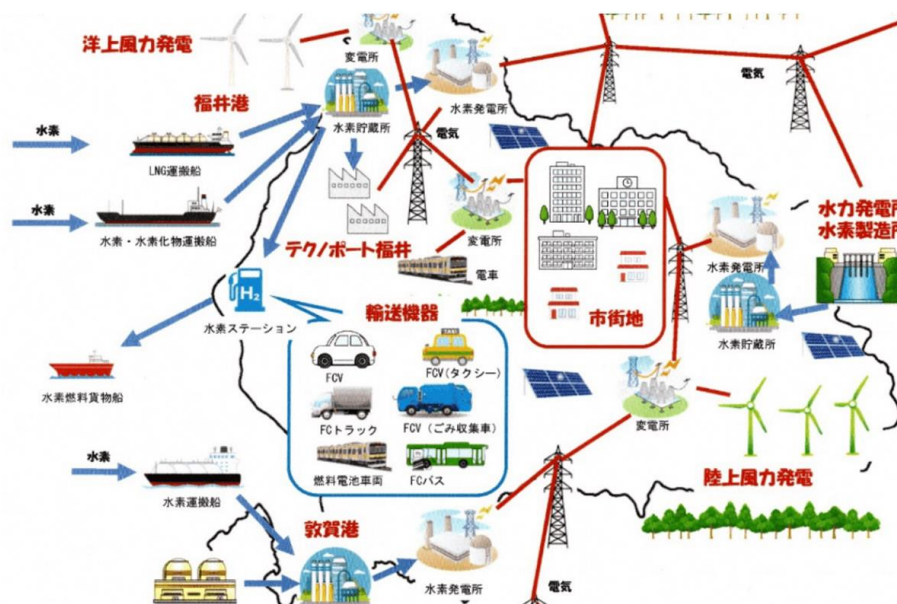 洋上風力発電
変電所
福井港
水素発電所
電気
水素
水素貯蔵所
電気
LNG運搬船
水素
水素・水素化物運搬船
テクノポート福井
変電所
電車
水力発電所
水素製造所
水素発電所
H2
水素ステーション
輸送機器
市街地
水素貯蔵所
FCV
TAXI
FCV(タクシー)
水素燃料貨物船
FCトラック
FCV（ごみ収集車）
変電所
水素
燃料電池車両
FCバス
陸上風力発電
水素運搬船
敦賀港
水素発電所
電気